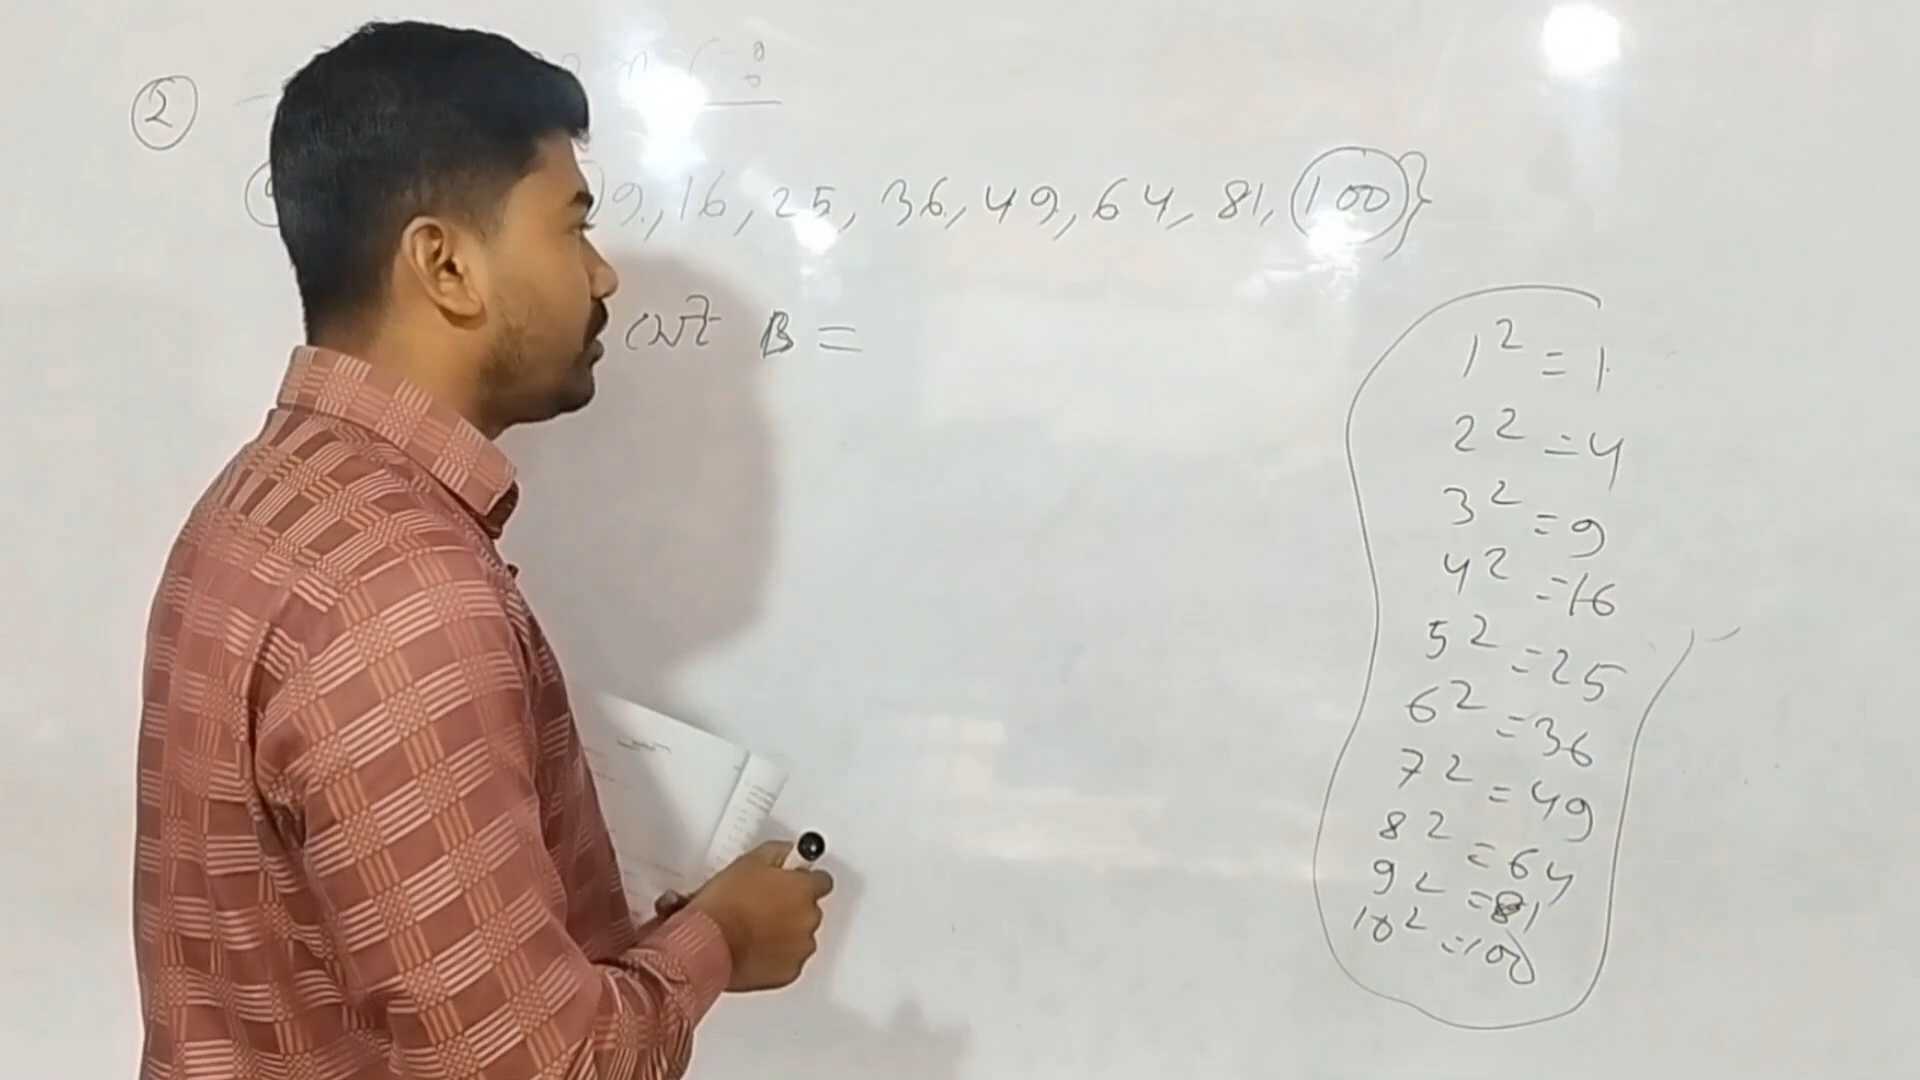 2
9, 16, 25, 36, 49, 64, 81, 100}
সেট B =
1² = 1
2² = 4
3² = 9
4² = 16
5² = 25
6² = 36
7² = 49
8² = 64
9² = 81
10² = 100